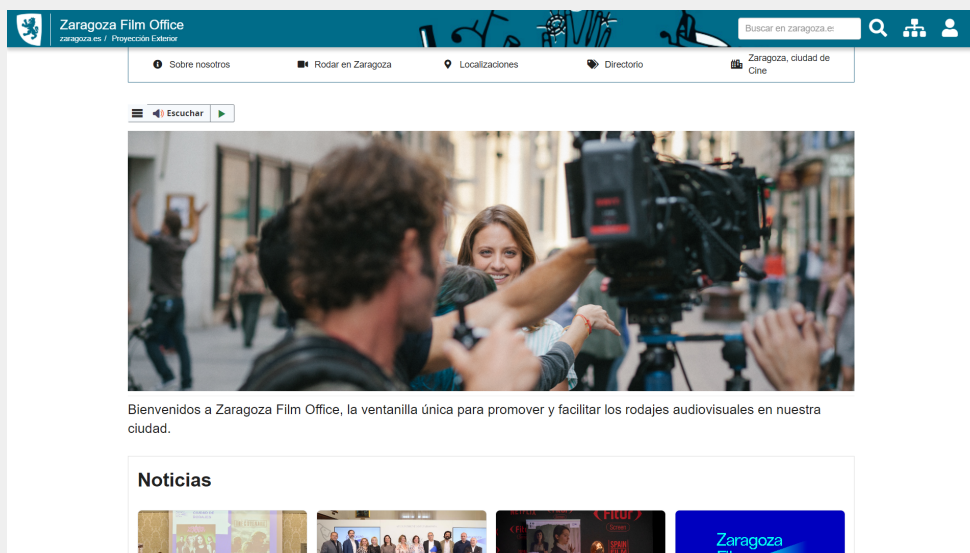 Zaragoza Film Office
zaragoza.es / Proyección Exterior
Buscar en zaragoza.e
Sobre nosotros
Rodar en Zaragoza
Localizaciones
Directorio
Zaragoza, ciudad de
Cine
Escuchar
Bienvenidos a Zaragoza Film Office, la ventanilla única para promover y facilitar los rodajes audiovisuales en nuestra
ciudad.
Noticias
Zaragoza